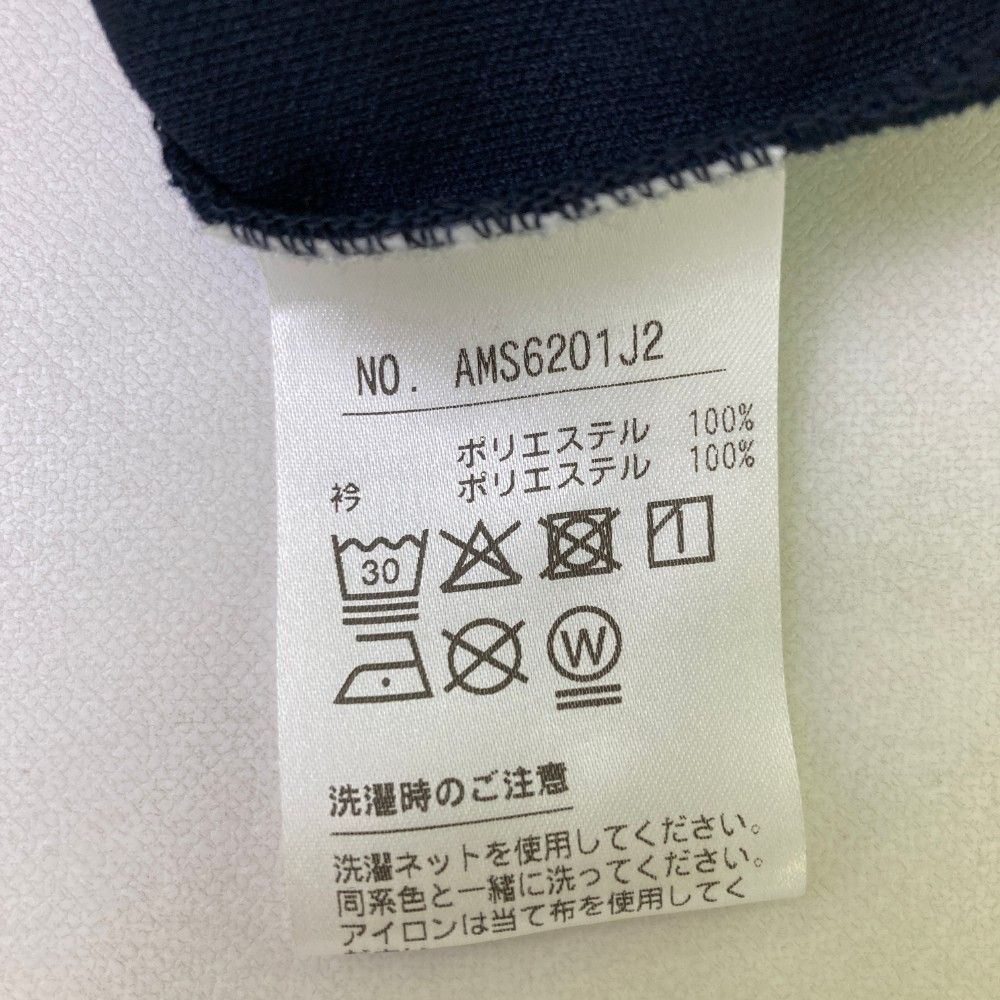 NO. AMS6201J2
ポリエステル 100%
衿 ポリエステル 100%
30
W
洗濯時のご注意
洗濯ネットを使用してください。
同系色と一緒に洗ってください。
アイロンは当て布を使用してく